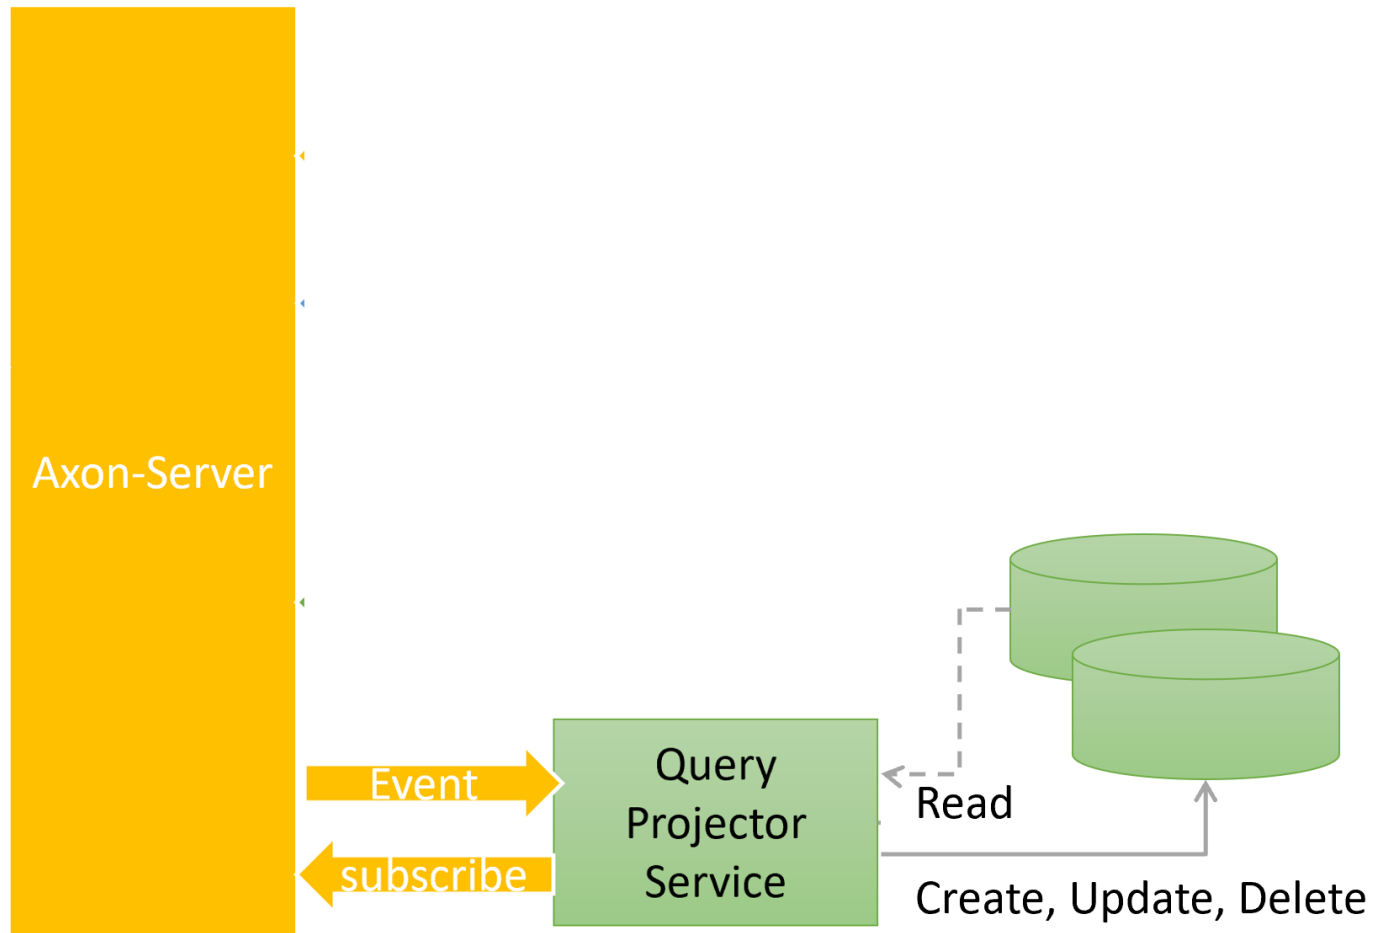 Axon-Server
Event
subscribe
Query
Projector
Service
Read
Create, Update, Delete